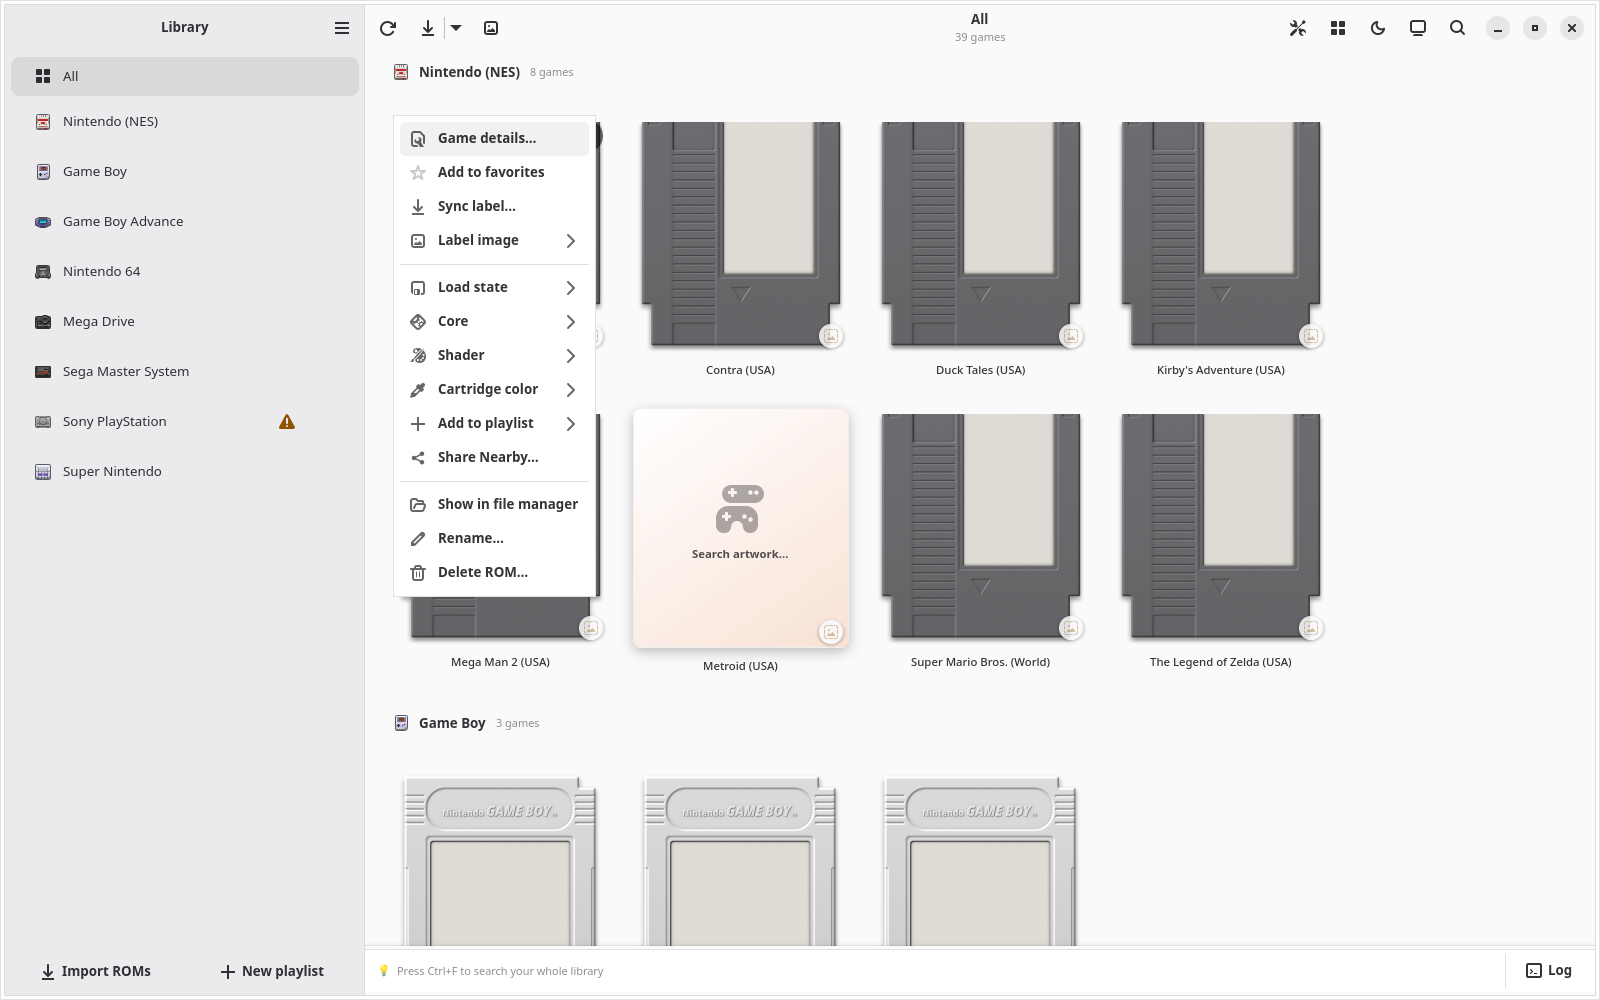 Library
All
39 games
All
Nintendo (NES)
Game Boy
Game Boy Advance
Nintendo 64
Mega Drive
Sega Master System
Sony PlayStation
Super Nintendo
Import ROMs
New playlist
Nintendo (NES) 8 games
Game details...
Add to favorites
Sync label...
Label image
Load state
Core
Shader
Cartridge color
Add to playlist
Share Nearby...
Show in file manager
Rename...
Delete ROM...
Contra (USA)
Duck Tales (USA)
Kirby's Adventure (USA)
Search artwork...
Mega Man 2 (USA)
Metroid (USA)
Super Mario Bros. (World)
The Legend of Zelda (USA)
Game Boy 3 games
Nintendo GAME BOY
Nintendo GAME BOY
Nintendo GAME BOY
Press Ctrl+F to search your whole library
Log